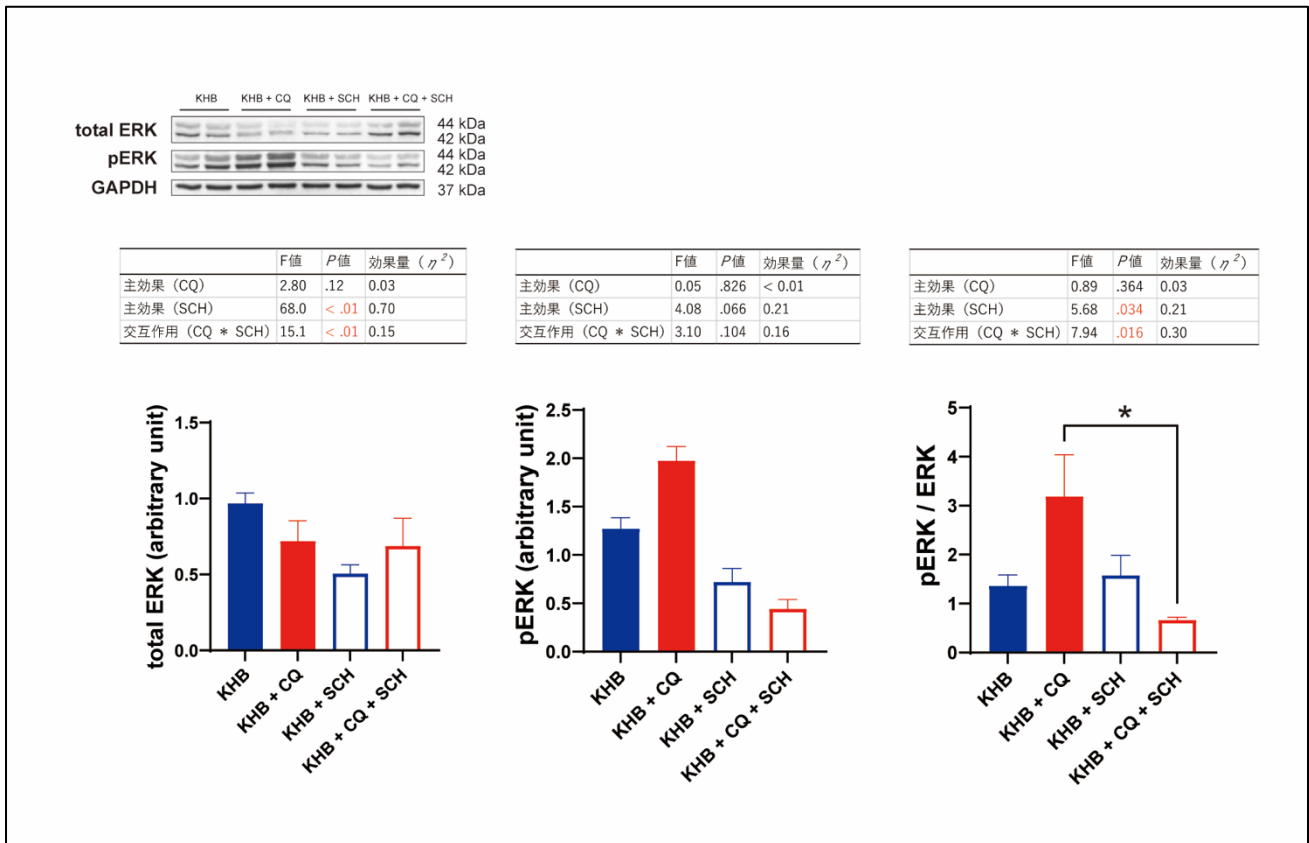 KHB KHB + CQ KHB + SCH KHB + CQ + SCH
total ERK 44 kDa
42 kDa
pERK 44 kDa
42 kDa
GAPDH 37 kDa
F値 P値 効果量（η²）
主効果（CQ） 2.80 .12 0.03
主効果（SCH） 68.0 < .01 0.70
交互作用（CQ * SCH） 15.1 < .01 0.15
F値 P値 効果量（η²）
主効果（CQ） 0.05 .826 < 0.01
主効果（SCH） 4.08 .066 0.21
交互作用（CQ * SCH） 3.10 .104 0.16
F値 P値 効果量（η²）
主効果（CQ） 0.89 .364 0.03
主効果（SCH） 5.68 .034 0.21
交互作用（CQ * SCH） 7.94 .016 0.30
total ERK (arbitrary unit)
1.5
1.0
0.5
0.0
KHB
KHB + CQ
KHB + SCH
KHB + CQ + SCH
pERK (arbitrary unit)
2.5
2.0
1.5
1.0
0.5
0.0
KHB
KHB + CQ
KHB + SCH
KHB + CQ + SCH
pERK / ERK
5
4
3
2
1
0
*
KHB
KHB + CQ
KHB + SCH
KHB + CQ + SCH